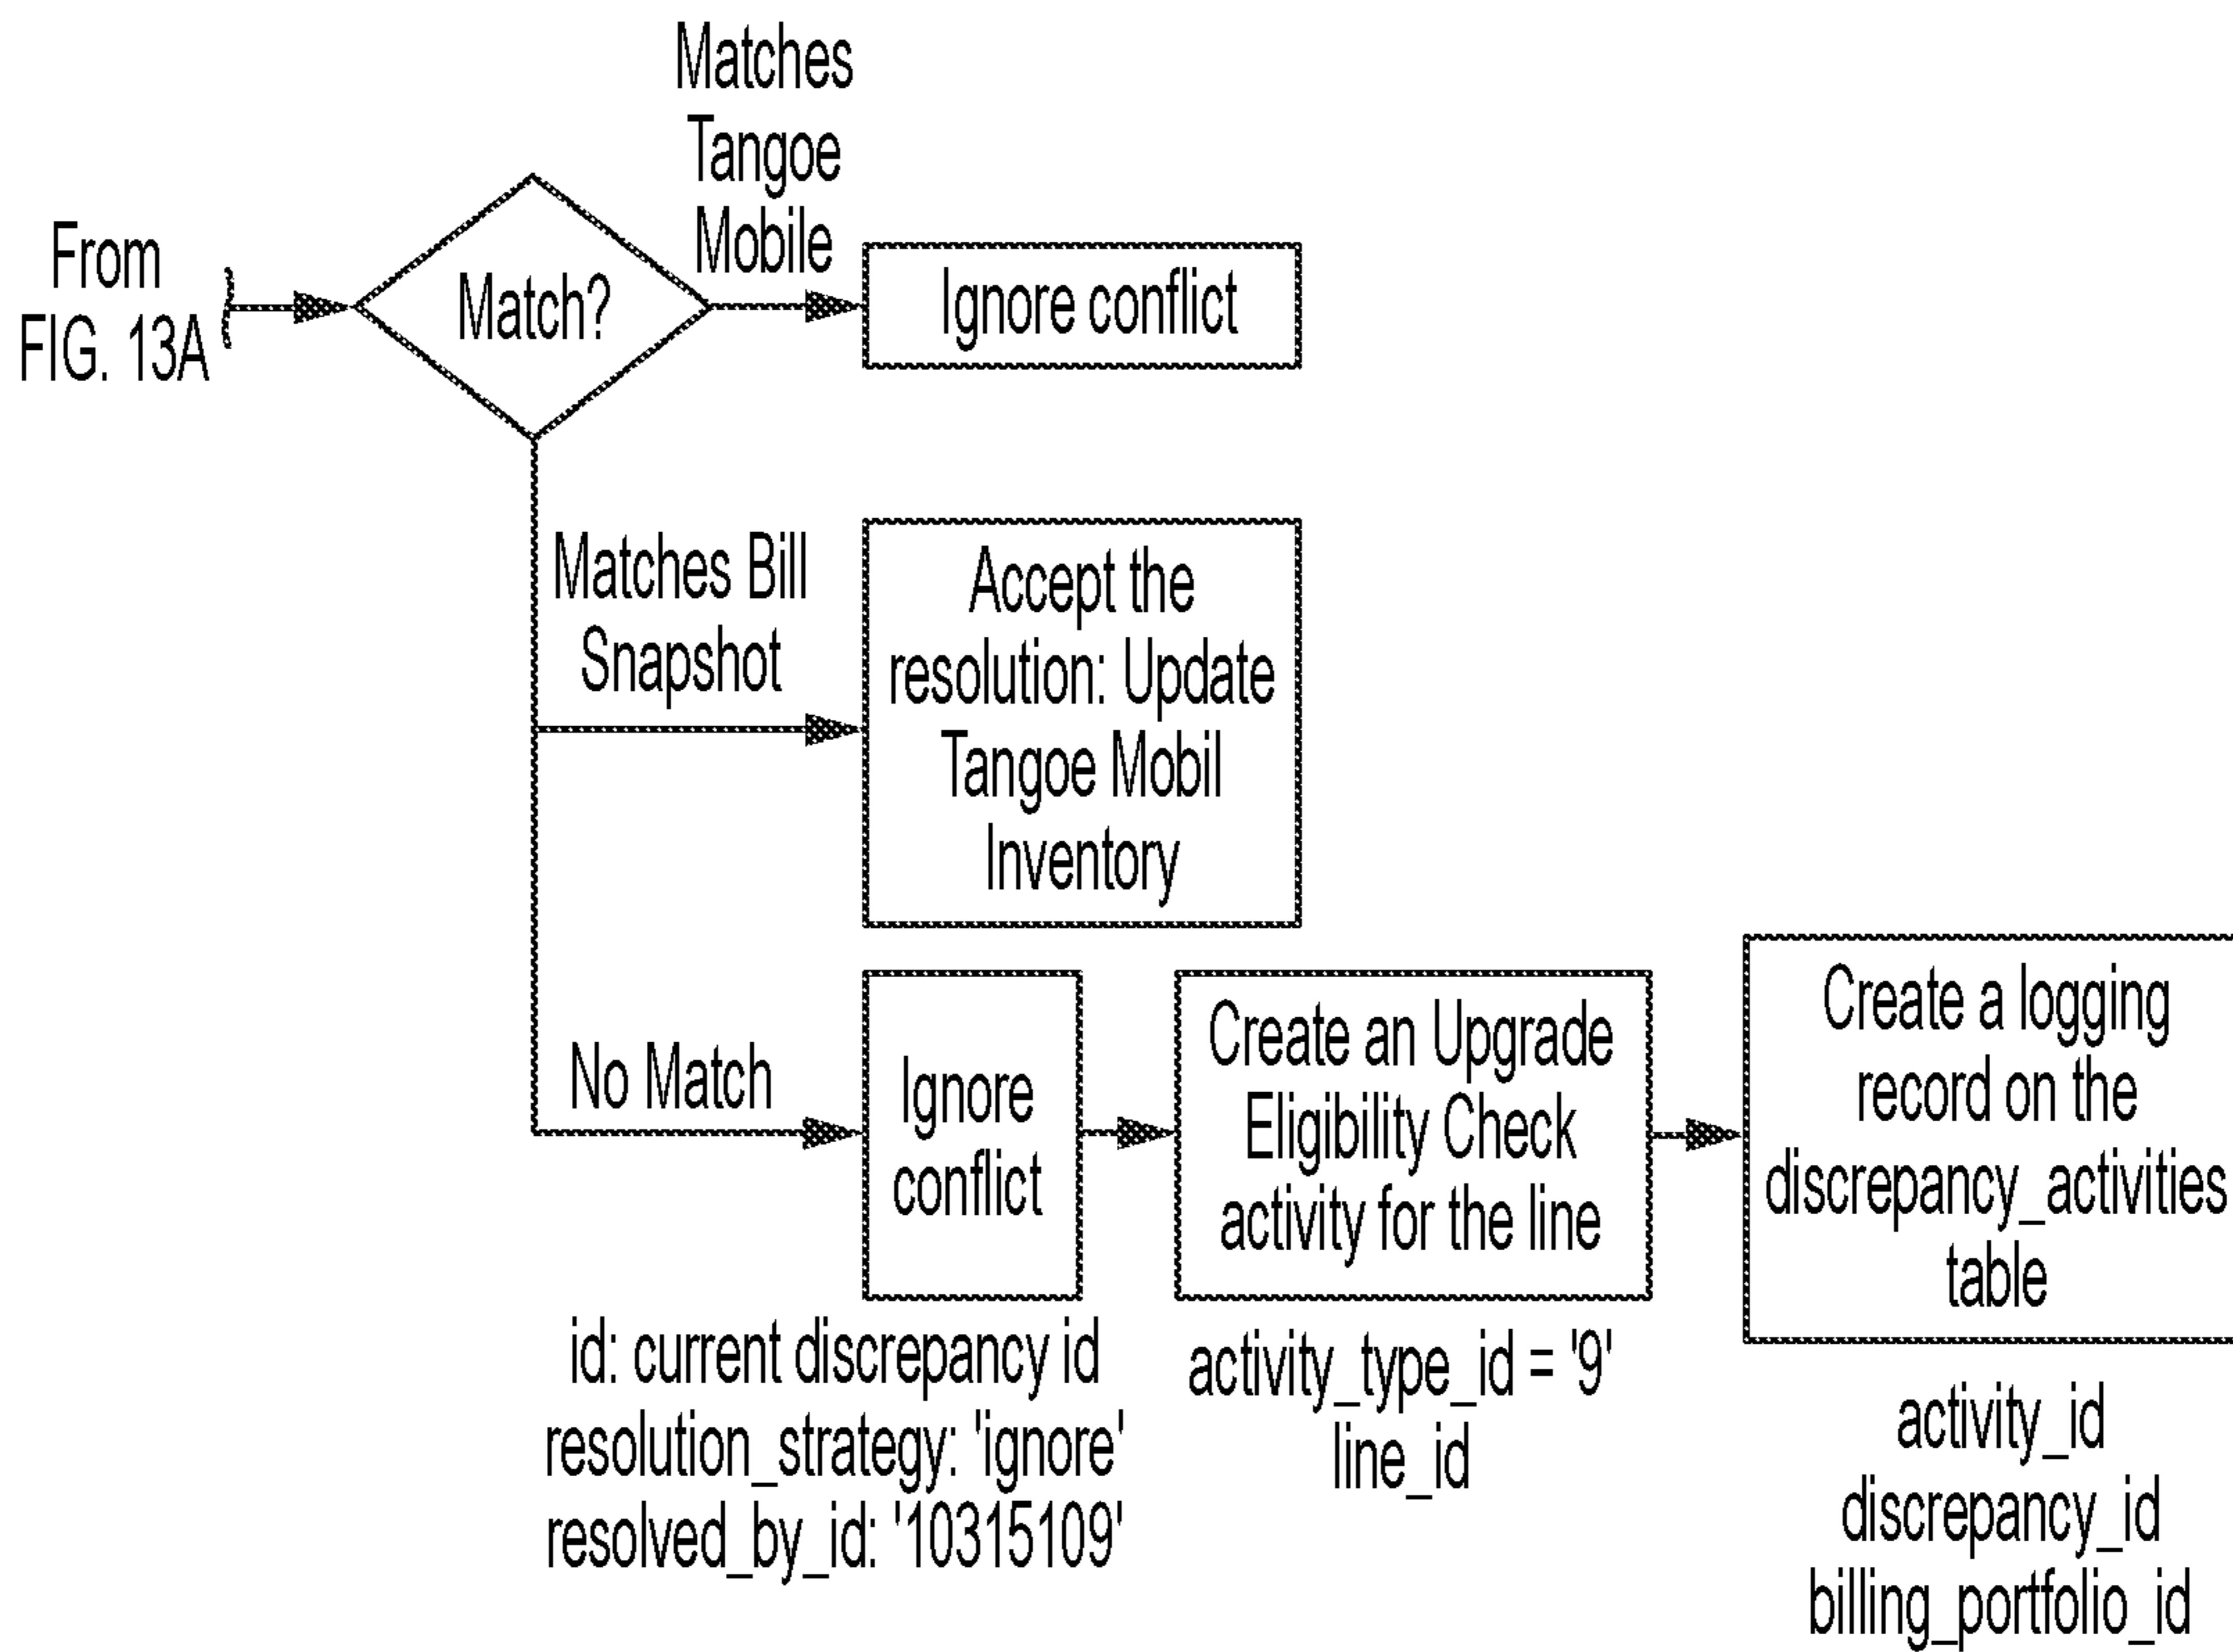 From
FIG. 13A
Match?
Matches
Tangoe
Mobile
Ignore conflict
Matches Bill
Snapshot
Accept the
resolution: Update
Tangoe Mobil
Inventory
No Match
Ignore
conflict
id: current discrepancy id
resolution_strategy: 'ignore'
resolved_by_id: '10315109'
Create an Upgrade
Eligibility Check
activity for the line
activity_type_id = '9'
line_id
Create a logging
record on the
discrepancy_activities
table
activity_id
discrepancy_id
billing_portfolio_id